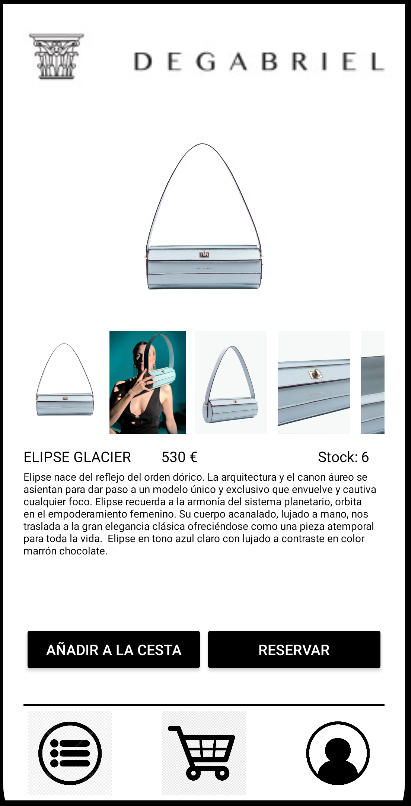 DEGABRIEL
ELIPSE GLACIER 530 € Stock: 6
Elipse nace del reflejo del orden dórico. La arquitectura y el canon áureo se
asientan para dar paso a un modelo único y exclusivo que envuelve y cautiva
cualquier foco. Elipse recuerda a la armonía del sistema planetario, orbita
en el empoderamiento femenino. Su cuerpo acanalado, lujado a mano, nos
traslada a la gran elegancia clásica ofreciéndose como una pieza atemporal
para toda la vida.  Elipse en tono azul claro con lujado a contraste en color
marrón chocolate.
AÑADIR A LA CESTA
RESERVAR